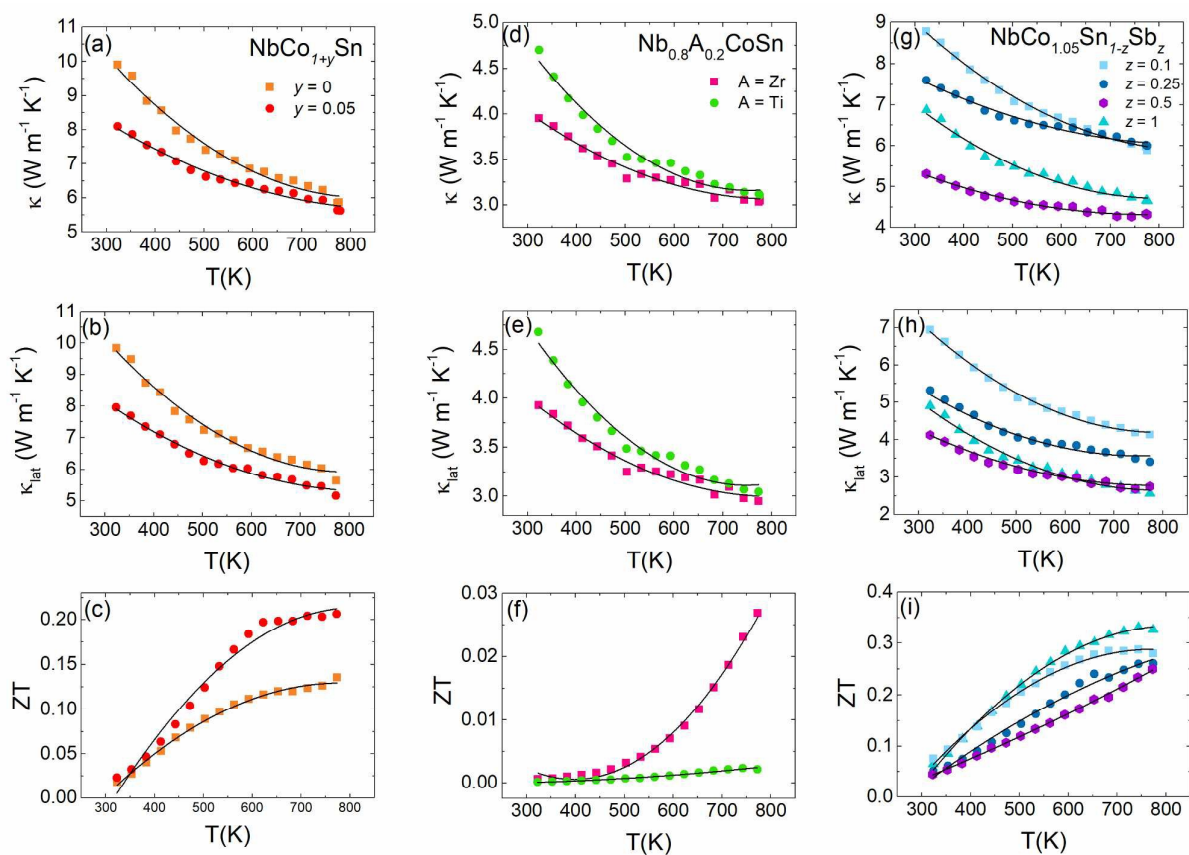 (a)
NbCo1+ySn
y = 0
y = 0.05
κ (W m-1 K-1)
11
10
9
8
7
6
5
300 400 500 600 700 800
T(K)
(d)
Nb0.8A0.2CoSn
A = Zr
A = Ti
κ (W m-1 K-1)
5.0
4.5
4.0
3.5
3.0
300 400 500 600 700 800
T(K)
(g)
NbCo1.05Sn1-zSbz
z = 0.1
z = 0.25
z = 0.5
z = 1
κ (W m-1 K-1)
9
8
7
6
5
4
300 400 500 600 700 800
T(K)
(b)
κlat (W m-1 K-1)
11
10
9
8
7
6
5
300 400 500 600 700 800
T(K)
(e)
κlat (W m-1 K-1)
4.5
4.0
3.5
3.0
300 400 500 600 700 800
T(K)
(h)
κlat (W m-1 K-1)
7
6
5
4
3
2
300 400 500 600 700 800
T(K)
(c)
ZT
0.20
0.15
0.10
0.05
0.00
300 400 500 600 700 800
T(K)
(f)
ZT
0.03
0.02
0.01
0.00
300 400 500 600 700 800
T(K)
(i)
ZT
0.4
0.3
0.2
0.1
0.0
300 400 500 600 700 800
T(K)